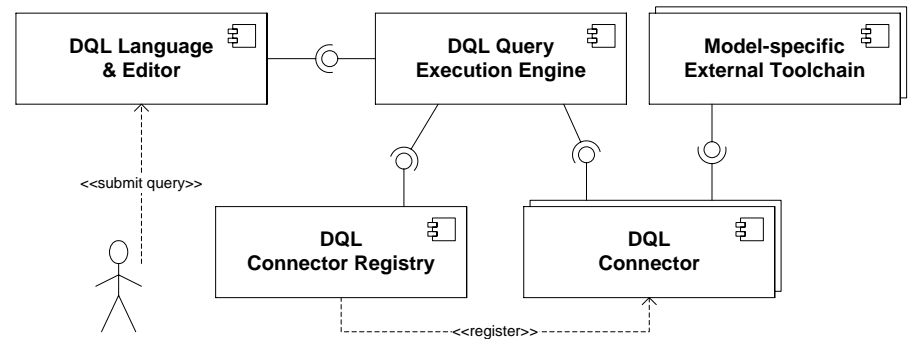 DQL Language
& Editor
DQL Query
Execution Engine
Model-specific
External Toolchain
<<submit query>>
DQL
Connector Registry
DQL
Connector
<<register>>